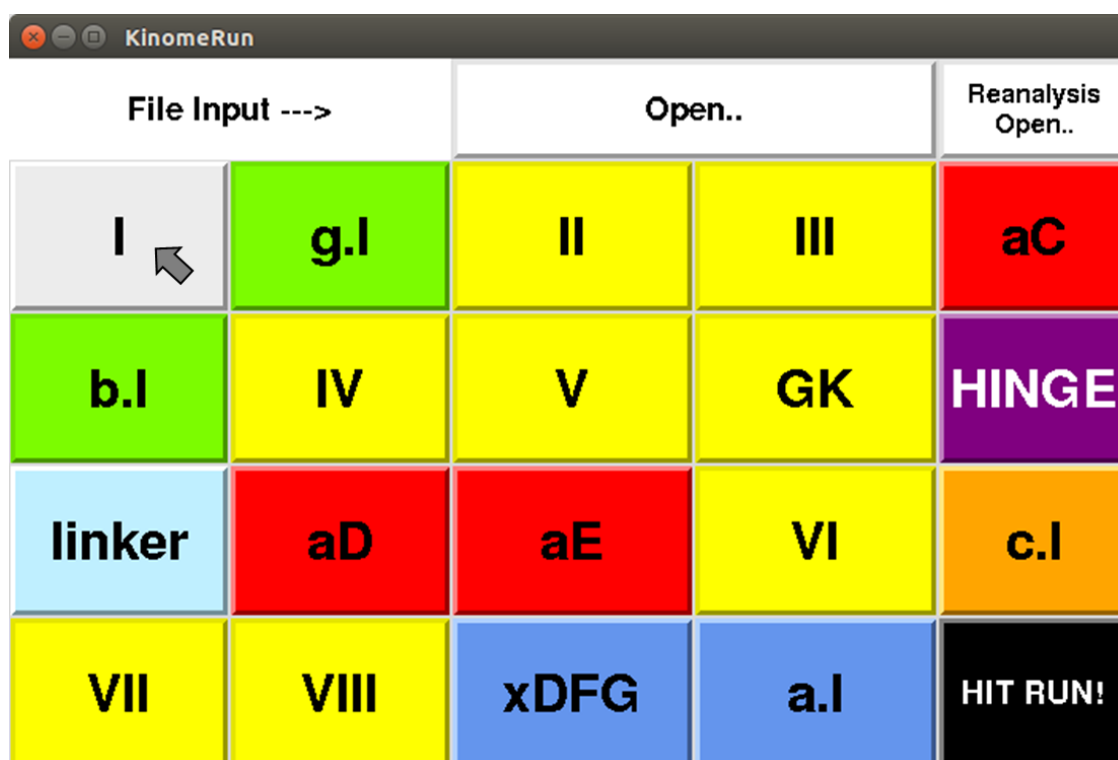 KinomeRun
File Input --->
Open..
Reanalysis
Open..
I
g.I
II
III
aC
b.I
IV
V
GK
HINGE
linker
aD
aE
VI
c.I
VII
VIII
xDFG
a.I
HIT RUN!